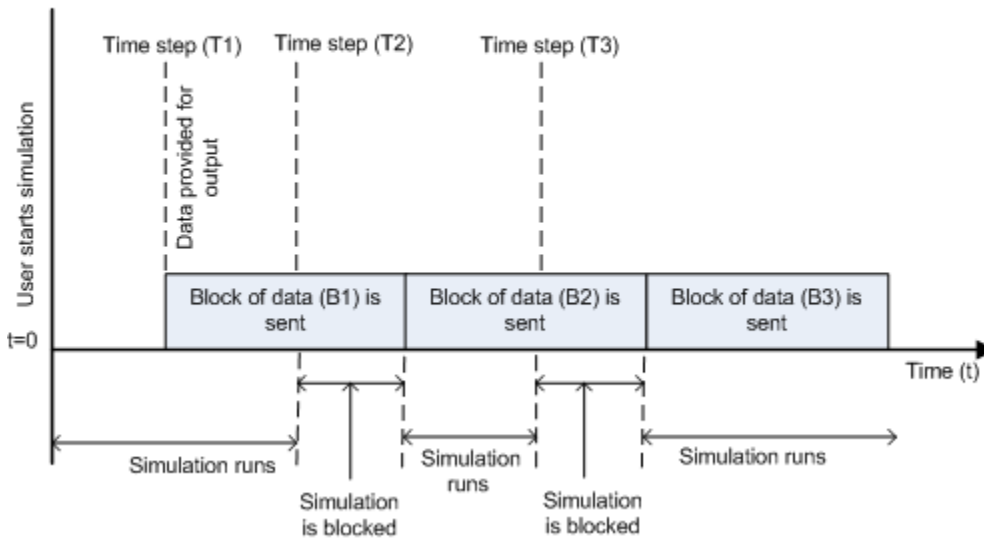 Time step (T1)
Time step (T2)
Time step (T3)
User starts simulation
Data provided for
output
Block of data (B1) is
sent
Block of data (B2) is
sent
Block of data (B3) is
sent
t=0
Time (t)
Simulation runs
Simulation
runs
Simulation runs
Simulation
is blocked
Simulation
is blocked